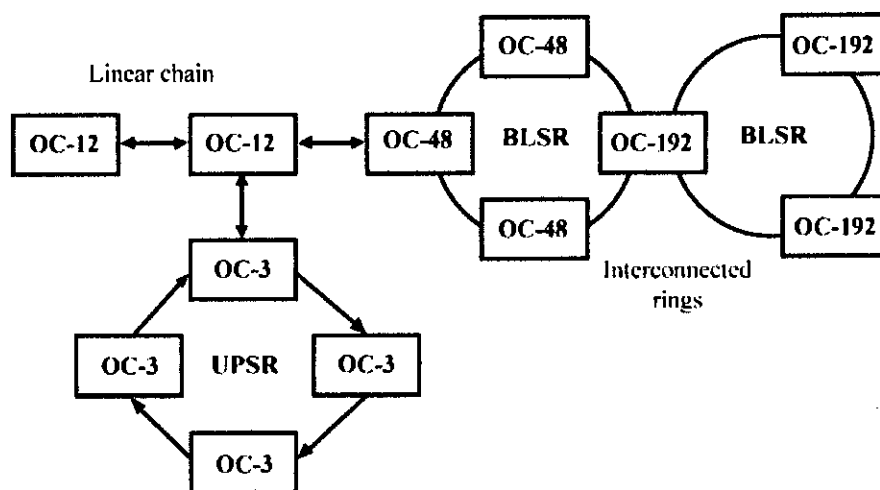 OC-48
OC-192
Linear chain
OC-12
OC-12
OC-48
BLSR
OC-192
BLSR
OC-48
OC-192
OC-3
Interconnected
rings
OC-3
UPSR
OC-3
OC-3